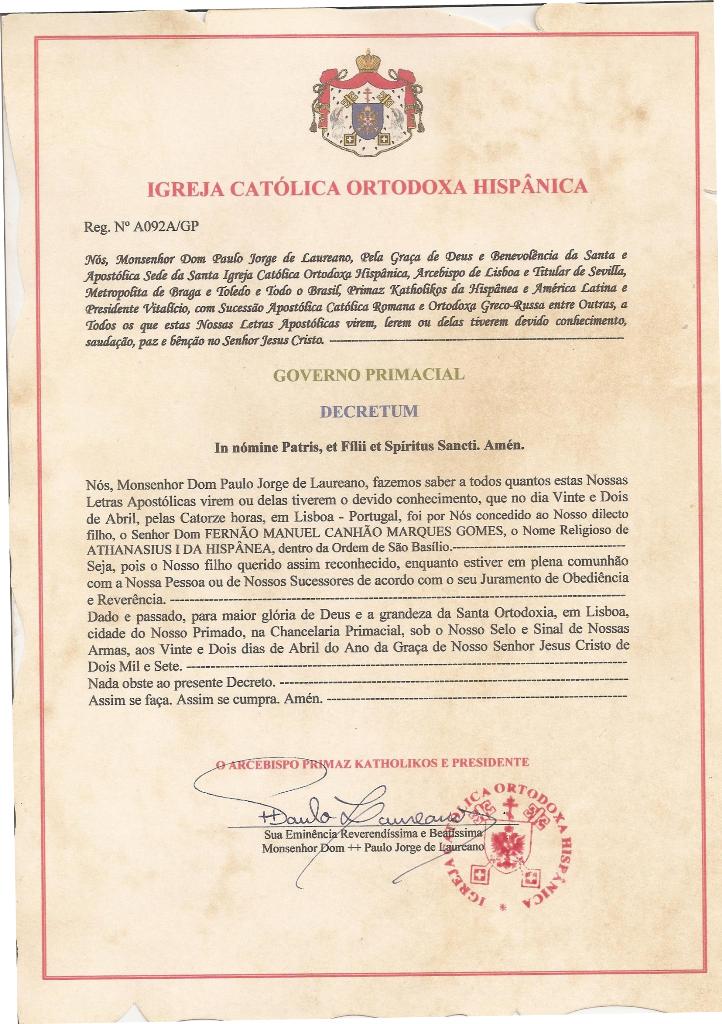 IGREJA CATÓLICA ORTODOXA HISPÂNICA
Reg. Nº A092A/GP
Nós, Monsenhor Dom Paulo Jorge de Laureano, Pela Graça de Deus e Benevolência da Santa e
Apostólica Sede da Santa Igreja Católica Ortodoxa Hispânica, Arcebispo de Lisboa e Titular de Sevilla,
Metropolita de Braga e Toledo e Todo o Brasil, Primaz Katholikos da Hispânea e América Latina e
Presidente Vitalício, com Sucessão Apostólica Católica Romana e Ortodoxa Greco-Russa entre Outras, a
Todos os que estas Nossas Letras Apostólicas virem, lerem ou delas tiverem devido conhecimento,
saudação, paz e bênção no Senhor Jesus Cristo. ---
GOVERNO PRIMACIAL
DECRETUM
In nómine Patris, et Fílii et Spíritus Sancti. Amén.
Nós, Monsenhor Dom Paulo Jorge de Laureano, fazemos saber a todos quantos estas Nossas
Letras Apostólicas virem ou delas tiverem o devido conhecimento, que no dia Vinte e Dois
de Abril, pelas Catorze horas, em Lisboa - Portugal, foi por Nós concedido ao Nosso dilecto
filho, o Senhor Dom FERNÃO MANUEL CANHÃO MARQUES GOMES, o Nome Religioso de
ATHANASIUS I DA HISPÂNEA, dentro da Ordem de São Basílio.---
Seja, pois o Nosso filho querido assim reconhecido, enquanto estiver em plena comunhão
com a Nossa Pessoa ou de Nossos Sucessores de acordo com o seu Juramento de Obediência
e Reverência. ---
Dado e passado, para maior glória de Deus e a grandeza da Santa Ortodoxia, em Lisboa,
cidade do Nosso Primado, na Chancelaria Primacial, sob o Nosso Selo e Sinal de Nossas
Armas, aos Vinte e Dois dias de Abril do Ano da Graça de Nosso Senhor Jesus Cristo de
Dois Mil e Sete. ---
Nada obste ao presente Decreto. ---
Assim se faça. Assim se cumpra. Amén. ---
O ARCEBISPO PRIMAZ KATHOLIKOS E PRESIDENTE
++Paulo Laureano
Sua Eminência Reverendíssima e Beatíssima
Monsenhor Dom ++ Paulo Jorge de Laureano
IGREJA CATÓLICA ORTODOXA HISPÂNICA *